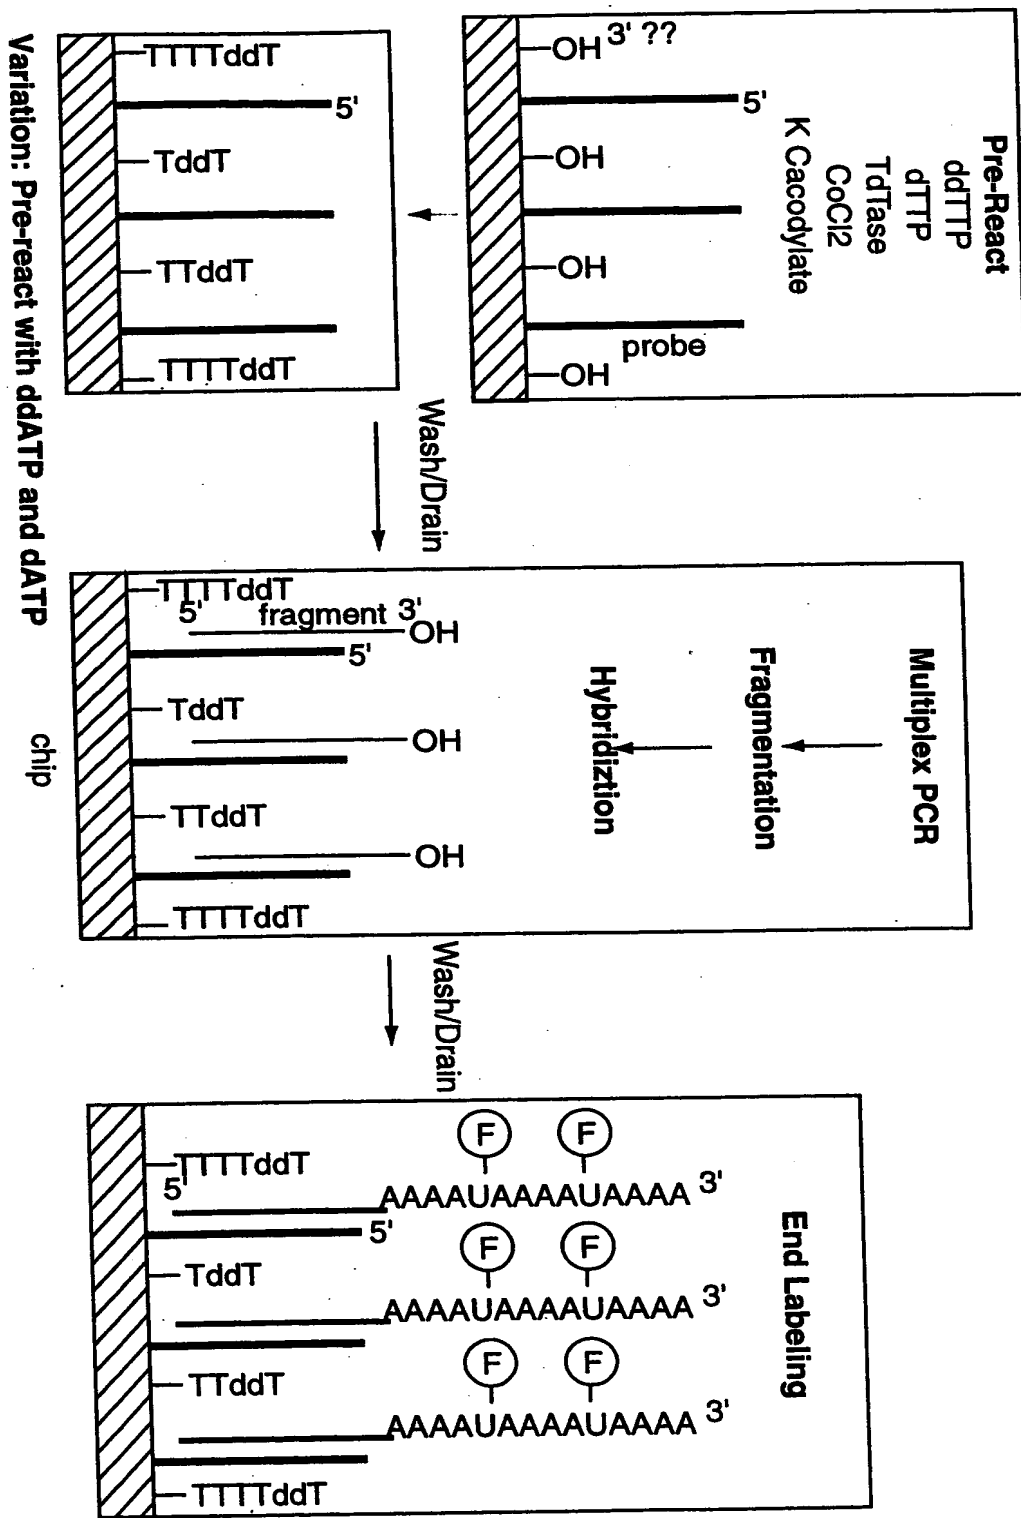 Pre-React
ddTTP
dTTP
TdTase
CoCl2
K Cacodylate
OH 3' ??
5'
OH
OH
probe
OH
TTTTddT
5'
TddT
TTddT
TTTTddT
Variation: Pre-react with ddATP and dATP
Wash/Drain
Multiplex PCR
Fragmentation
Hybridiztion
TTTTddT
5' fragment 3'
OH
5'
TddT
OH
TTddT
OH
TTTTddT
chip
Wash/Drain
End Labeling
F F
TTTTddT
5'
AAAAUAAAAUAAAA 3'
5'
F F
TddT
AAAAUAAAAUAAAA 3'
F F
TTddT
AAAAUAAAAUAAAA 3'
TTTTddT